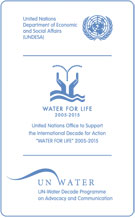 United Nations
Department of Economic
and Social Affairs
(UNDESA)
WATER FOR LIFE
2005-2015
United Nations Office to Support
the International Decade for Action
"WATER FOR LIFE" 2005-2015
UN WATER
UN-Water Decade Programme
on Advocacy and Communication